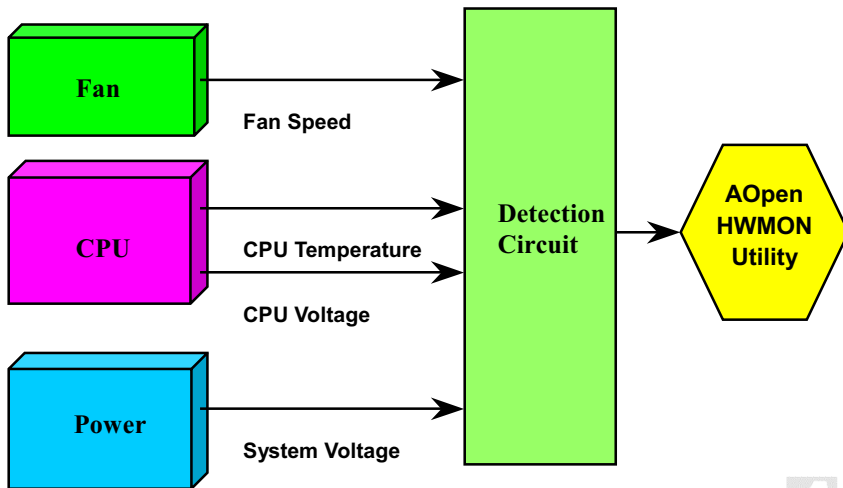 Fan
Fan Speed
CPU
CPU Temperature
CPU Voltage
Power
System Voltage
Detection
Circuit
AOpen
HWMON
Utility